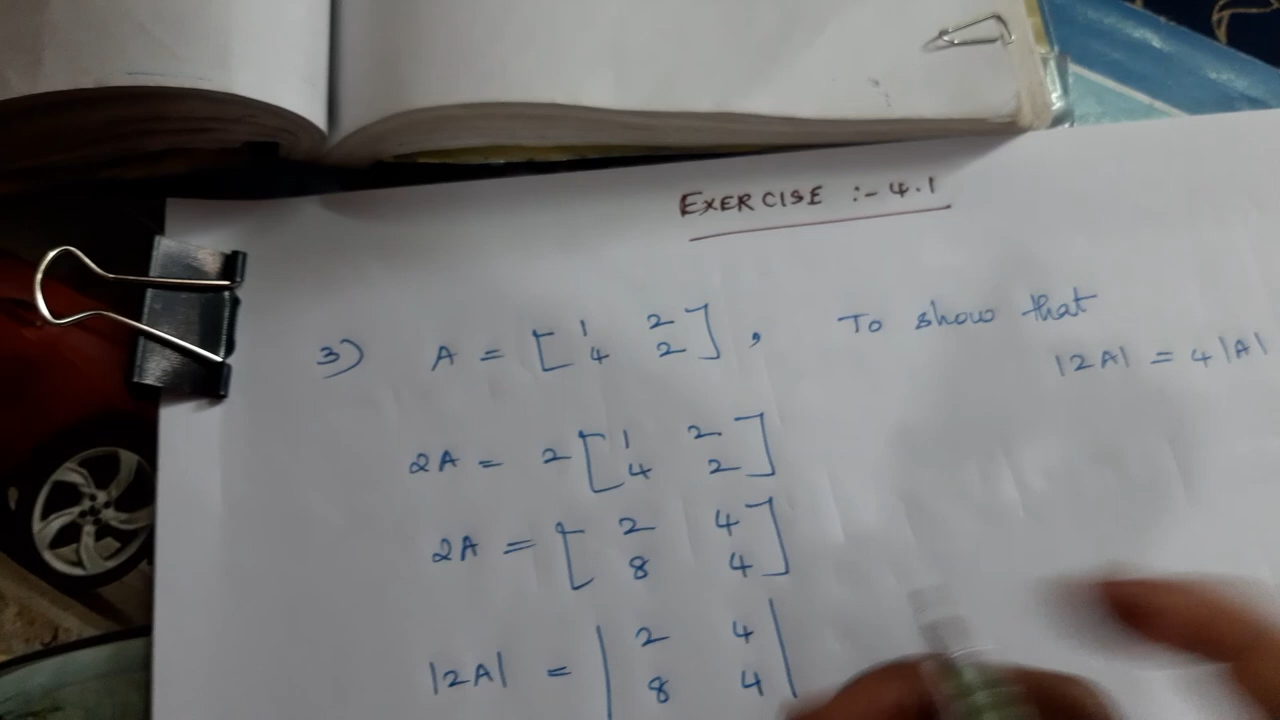 EXERCISE :- 4.1
3) A = [ 1 2
4 2 ] , To show that
|2A| = 4|A|
2A = 2 [ 1 2
4 2 ]
2A = [ 2 4
8 4 ]
|2A| = | 2 4
8 4 |